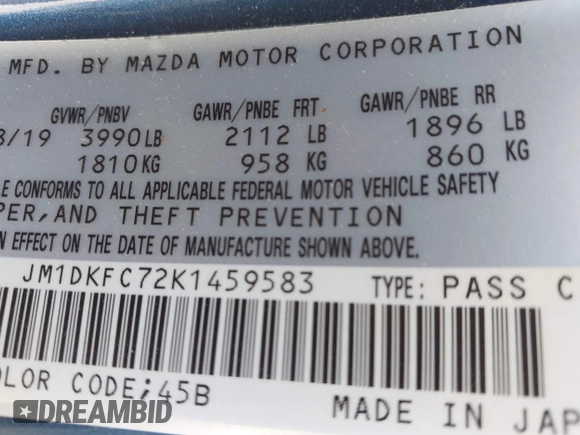 MFD. BY MAZDA MOTOR CORPORATION
GVWR/PNBV GAWR/PNBE FRT. GAWR/PNBE RR
/19 3990LB 2112 LB 1896 LB
1810KG 958 KG 860 KG
LE CONFORMS TO ALL APPLICABLE FEDERAL MOTOR VEHICLE SAFETY
PER,AND THEFT PREVENTION
N EFFECT ON THE DATE OF MANUFACTURE SHOWN ABOVE.
JM1DKFC72K1459583 TYPE: PASS C
OLOR CODE;45B MADE IN JAP
DREAMBID